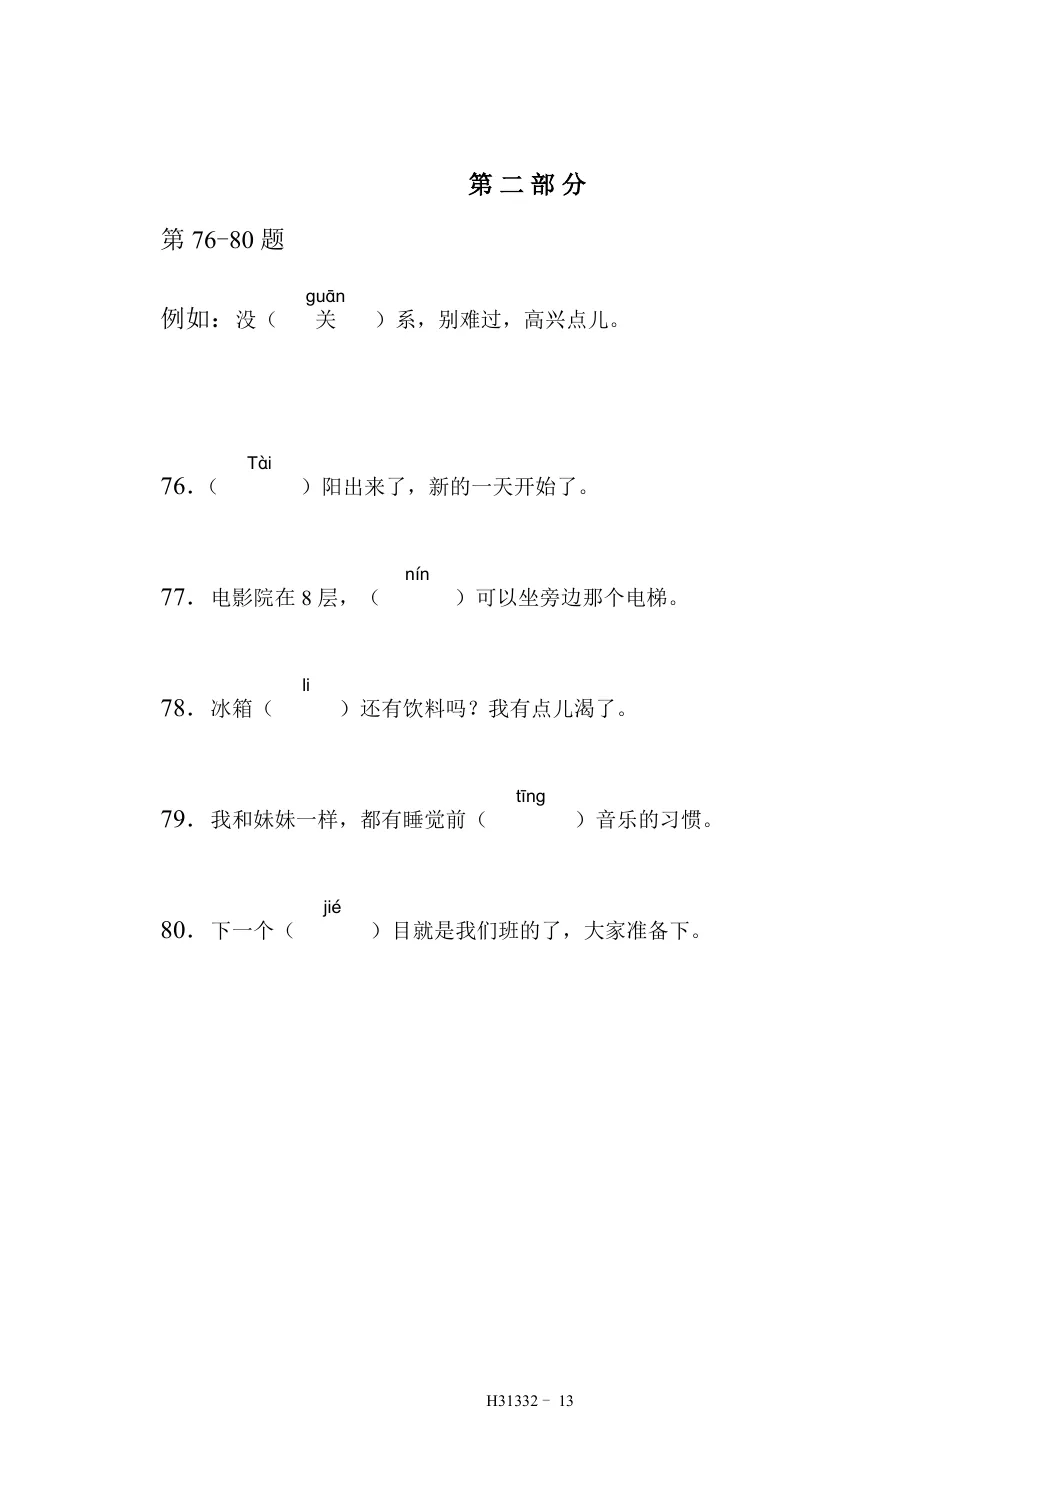 第 二 部 分
第 76-80 题
guān
例如：没（ 关 ）系，别难过，高兴点儿。
Tài
76.（ ）阳出来了，新的一天开始了。
nín
77. 电影院在 8 层，（ ）可以坐旁边那个电梯。
li
78. 冰箱（ ）还有饮料吗？我有点儿渴了。
tīng
79. 我和妹妹一样，都有睡觉前（ ）音乐的习惯。
jié
80. 下一个（ ）目就是我们班的了，大家准备下。
H31332－ 13